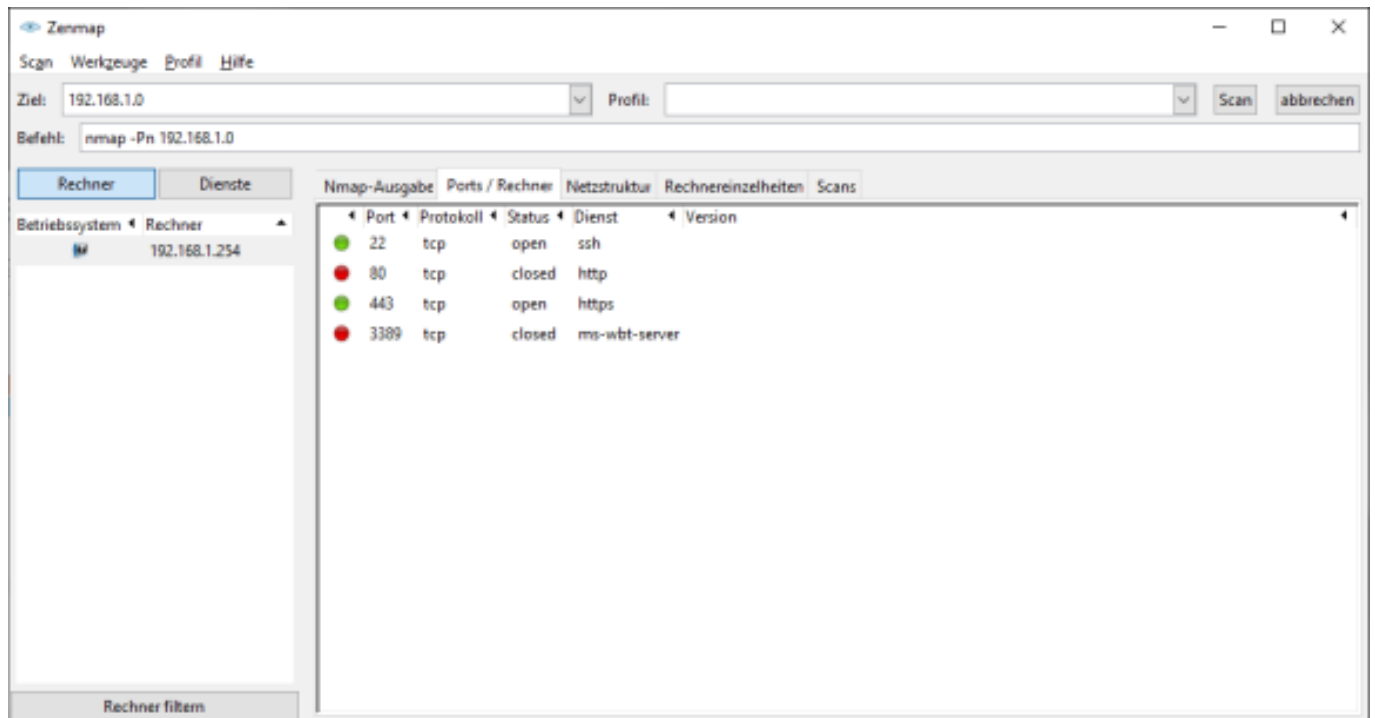 Zenmap
Scan Werkzeuge Profil Hilfe
Ziel: 192.168.1.0 Profil: Scan abbrechen
Befehl: nmap -Pn 192.168.1.0
Rechner Dienste
Nmap-Ausgabe Ports / Rechner Netzstruktur Rechnereinzelheiten Scans
Betriebssystem Rechner
192.168.1.254
Port Protokoll Status Dienst Version
22 tcp open ssh
80 tcp closed http
443 tcp open https
3389 tcp closed ms-wbt-server
Rechner filtern